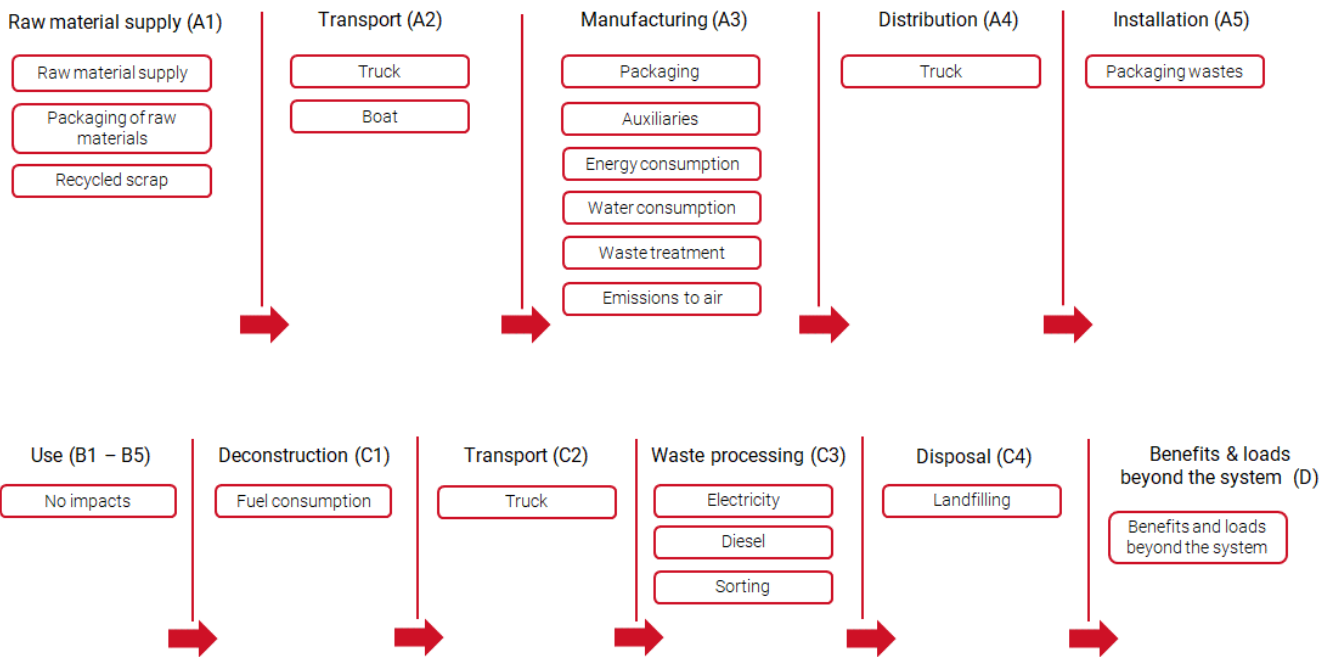 Raw material supply (A1)
Raw material supply
Packaging of raw
materials
Recycled scrap
Transport (A2)
Truck
Boat
Manufacturing (A3)
Packaging
Auxiliaries
Energy consumption
Water consumption
Waste treatment
Emissions to air
Distribution (A4)
Truck
Installation (A5)
Packaging wastes
Use (B1 – B5)
No impacts
Deconstruction (C1)
Fuel consumption
Transport (C2)
Truck
Waste processing (C3)
Electricity
Diesel
Sorting
Disposal (C4)
Landfilling
Benefits & loads
beyond the system (D)
Benefits and loads
beyond the system